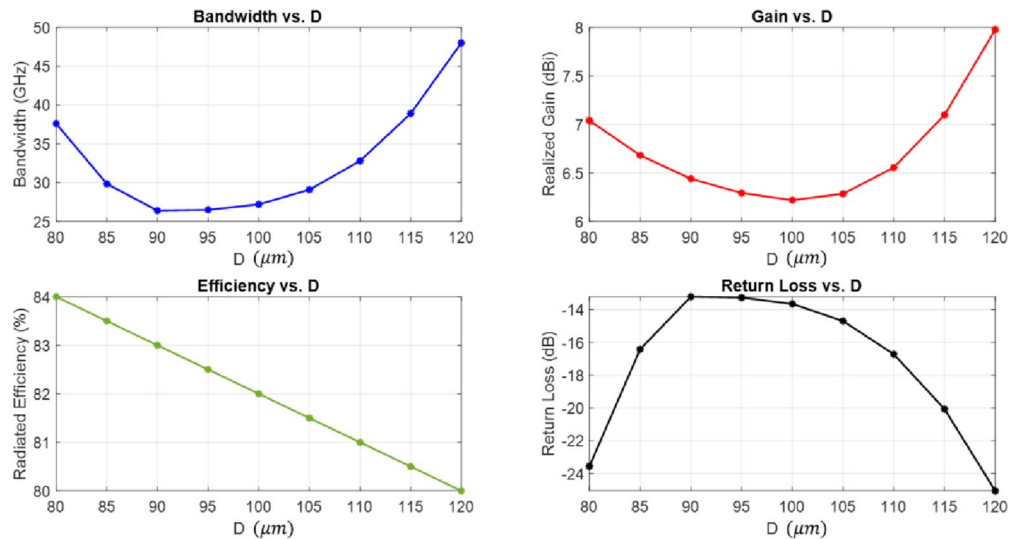 Bandwidth vs. D
Bandwidth (GHz)
50
45
40
35
30
25
80 85 90 95 100 105 110 115 120
D (μm)
Gain vs. D
Realized Gain (dBi)
8
7.5
7
6.5
6
80 85 90 95 100 105 110 115 120
D (μm)
Efficiency vs. D
Radiated Efficiency (%)
84
83
82
81
80
80 85 90 95 100 105 110 115 120
D (μm)
Return Loss vs. D
Return Loss (dB)
-14
-16
-18
-20
-22
-24
80 85 90 95 100 105 110 115 120
D (μm)